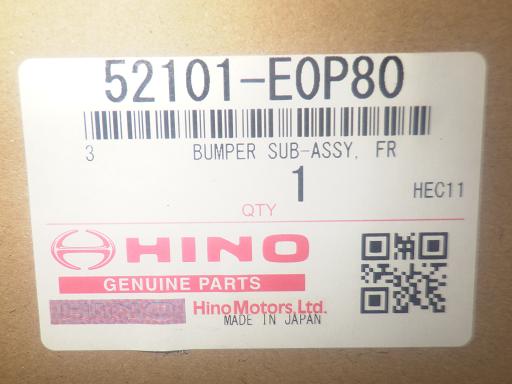 52101-E0P80
3 BUMPER SUB-ASSY, FR
1
QTY
HEC11
HINO
GENUINE PARTS
Hino Motors, Ltd.
MADE IN JAPAN